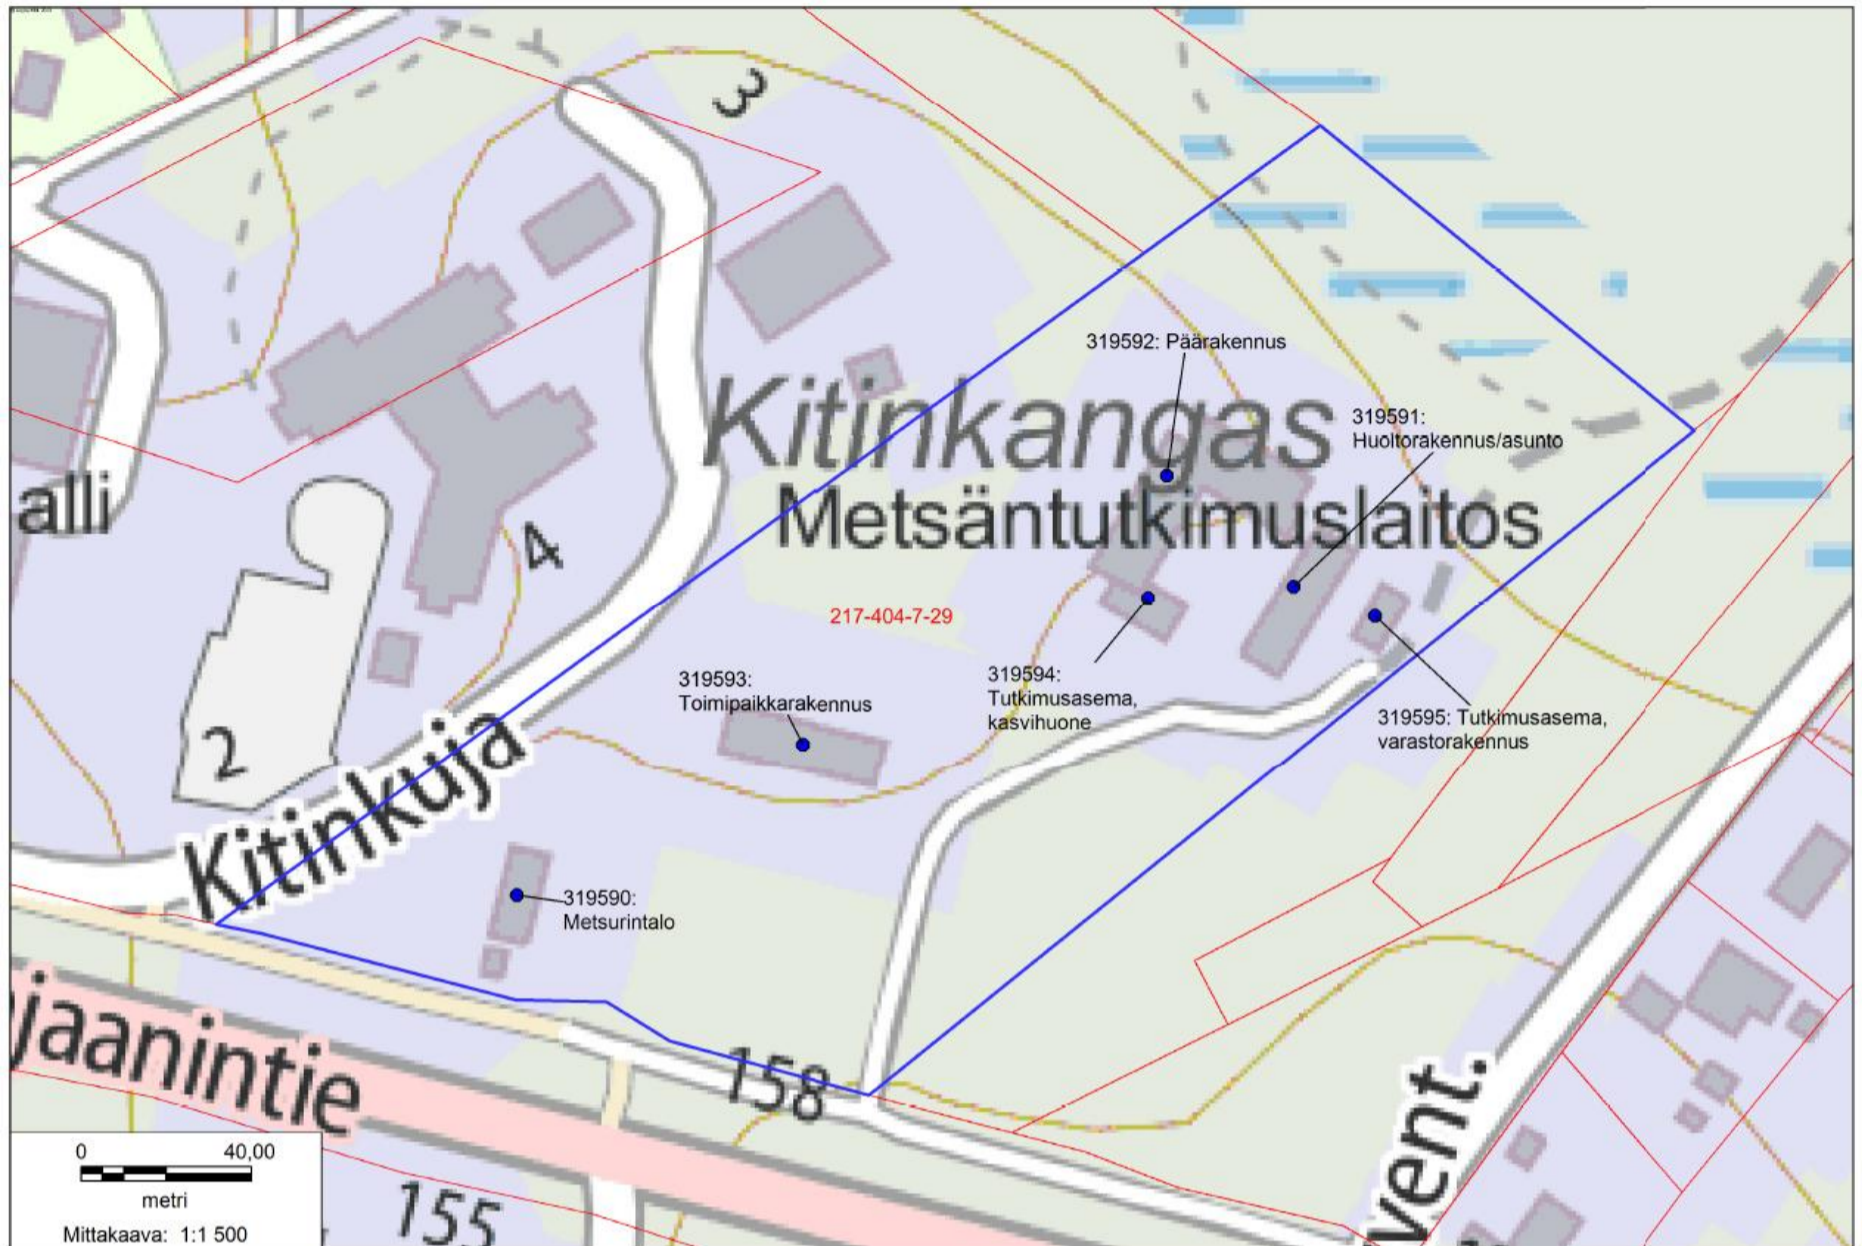 3
319592: Päärakennus
Kitinkangas
319591:
Huoltorakennus/asunto
Metsäntutkimuslaitos
alli
4
217-404-7-29
319593:
Toimipaikkarakennus
319594:
Tutkimusasema,
kasvihuone
319595: Tutkimusasema,
varastorakennus
2
Kitinkuja
319590:
Metsurintalo
jaanintie
158
vent.
155
0 40,00
metri
Mittakaava: 1:1 500